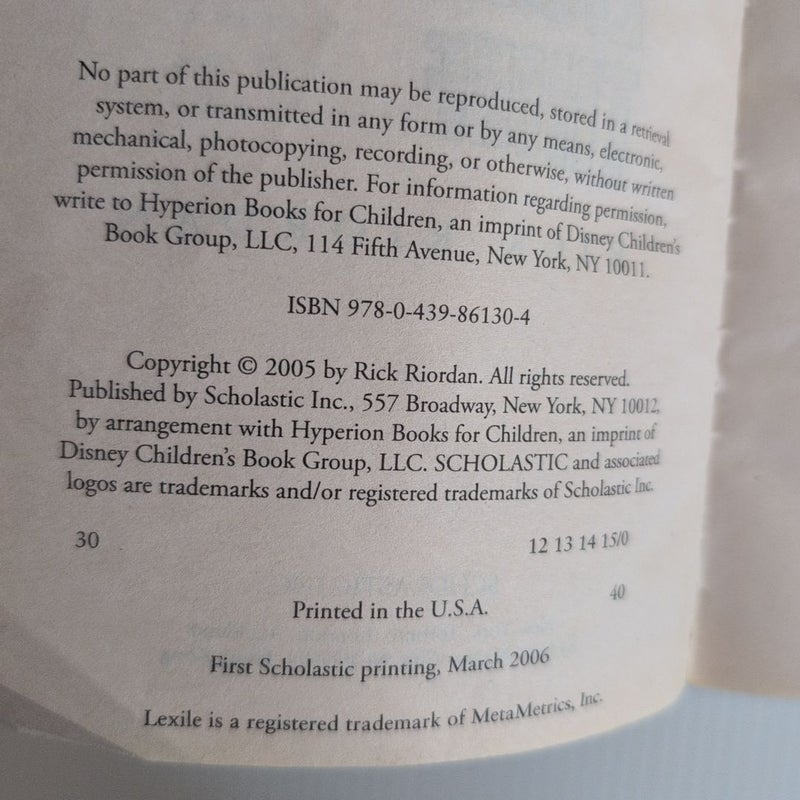 No part of this publication may be reproduced, stored in a retrieval
system, or transmitted in any form or by any means, electronic,
mechanical, photocopying, recording, or otherwise, without written
permission of the publisher. For information regarding permission,
write to Hyperion Books for Children, an imprint of Disney Children's
Book Group, LLC, 114 Fifth Avenue, New York, NY 10011.
ISBN 978-0-439-86130-4
Copyright © 2005 by Rick Riordan. All rights reserved.
Published by Scholastic Inc., 557 Broadway, New York, NY 10012,
by arrangement with Hyperion Books for Children, an imprint of
Disney Children's Book Group, LLC. SCHOLASTIC and associated
logos are trademarks and/or registered trademarks of Scholastic Inc.
30 12 13 14 15/0
40
Printed in the U.S.A.
First Scholastic printing, March 2006
Lexile is a registered trademark of MetaMetrics, Inc.